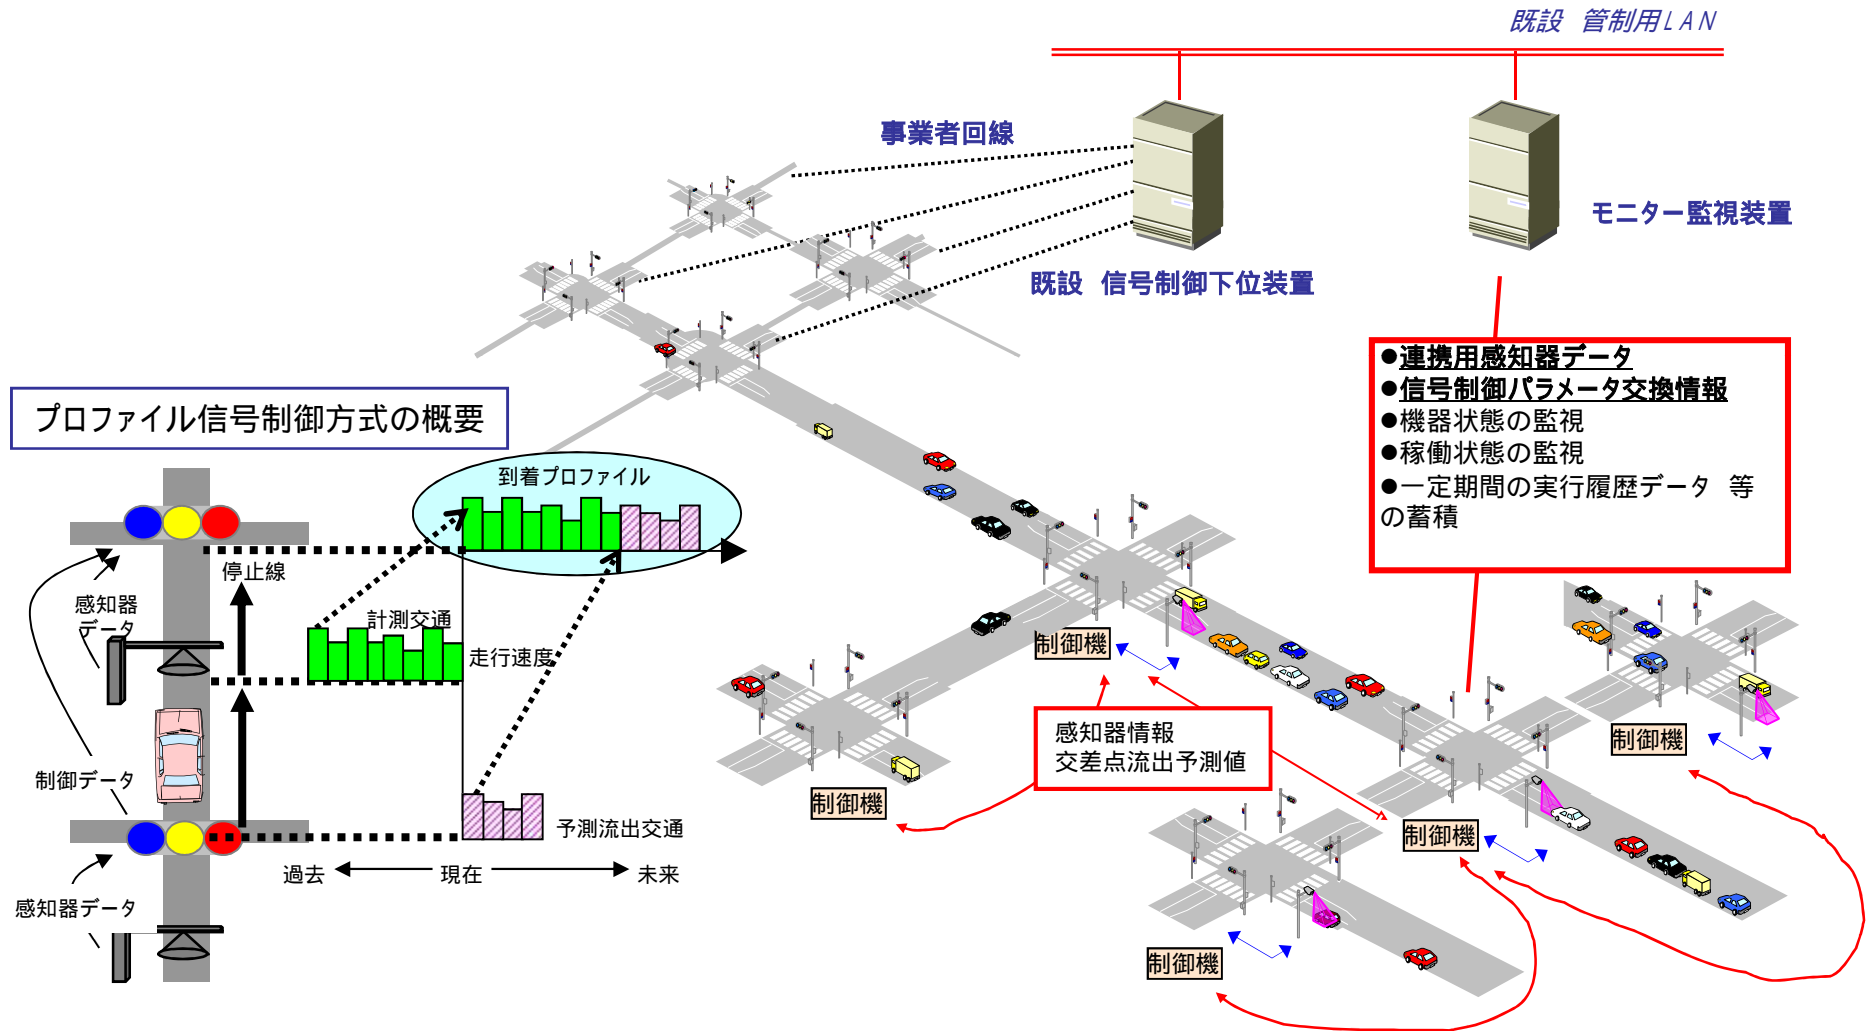 既設　管制用LAN
事業者回線
モニター監視装置
既設　信号制御下位装置
●連携用感知器データ
●信号制御パラメータ交換情報
●機器状態の監視
●稼働状態の監視
●一定期間の実行履歴データ　等
の蓄積
プロファイル信号制御方式の概要
到着プロファイル
停止線
感知器
データ
計測交通
走行速度
制御データ
予測流出交通
過去
現在
未来
感知器データ
制御機
感知器情報
交差点流出予測値
制御機
制御機
制御機
制御機